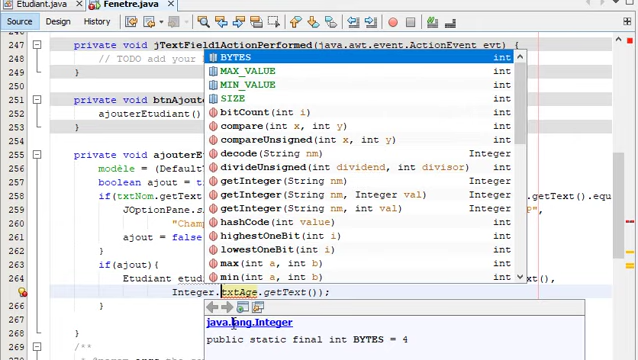 Etudiant.java Fenetre.java
Source Design History
247 private void jTextField1ActionPerformed(java.awt.event.ActionEvent evt) {
248 // TODO add your
249 }
250
251 private void btnAjout
252 ajouterEtudiant()
253 }
254
255 private void ajouterEt
256 modèle = (DefaultT
257 boolean ajout = true
258 if(txtNom.getText().equ
259 JOptionPane.s P",
260 "Champ
261 ajout = false
262 }
263 if(ajout){
264 Etudiant etudi (),
265 Integer.txtAge.getText());
266 }
267
268 }
269 /**
BYTES int
MAX_VALUE int
MIN_VALUE int
SIZE int
bitCount(int i) int
compare(int x, int y) int
compareUnsigned(int x, int y) int
decode(String nm) Integer
divideUnsigned(int dividend, int divisor) int
getInteger(String nm) Integer
getInteger(String nm, Integer val) Integer
getInteger(String nm, int val) Integer
hashCode(int value) int
highestOneBit(int i) int
lowestOneBit(int i) int
max(int a, int b) int
min(int a, int b) int
java.lang.Integer
public static final int BYTES = 4